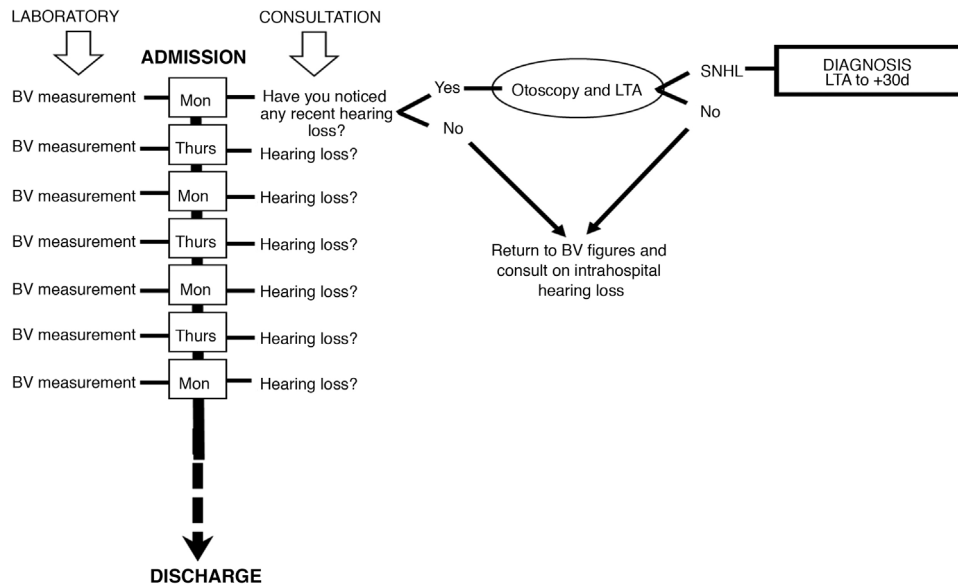 LABORATORY
CONSULTATION
ADMISSION
BV measurement
Mon
Have you noticed
any recent hearing
loss?
Yes
No
Otoscopy and LTA
SNHL
No
DIAGNOSIS
LTA to +30d
BV measurement
Thurs
Hearing loss?
BV measurement
Mon
Hearing loss?
BV measurement
Thurs
Hearing loss?
Return to BV figures and
consult on intrahospital
hearing loss
BV measurement
Mon
Hearing loss?
BV measurement
Thurs
Hearing loss?
BV measurement
Mon
Hearing loss?
DISCHARGE